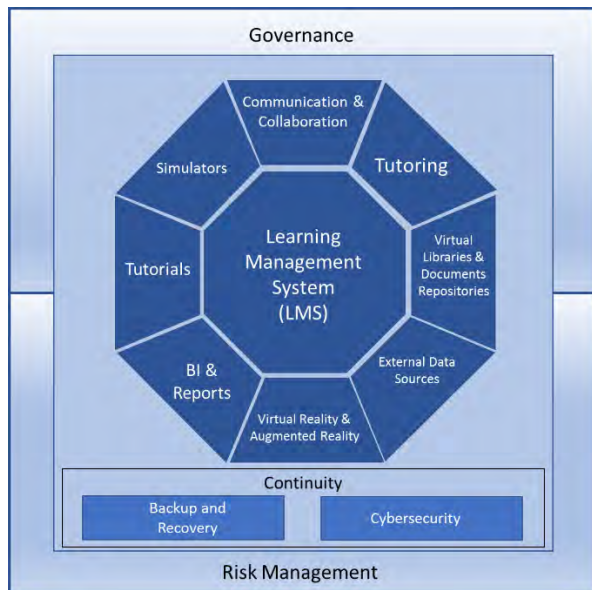 Governance
Communication &
Collaboration
Tutoring
Simulators
Learning
Management
System
(LMS)
Virtual
Libraries &
Documents
Repositories
Tutorials
External Data
Sources
BI &
Reports
Virtual Reality &
Augmented Reality
Continuity
Backup and
Recovery
Cybersecurity
Risk Management